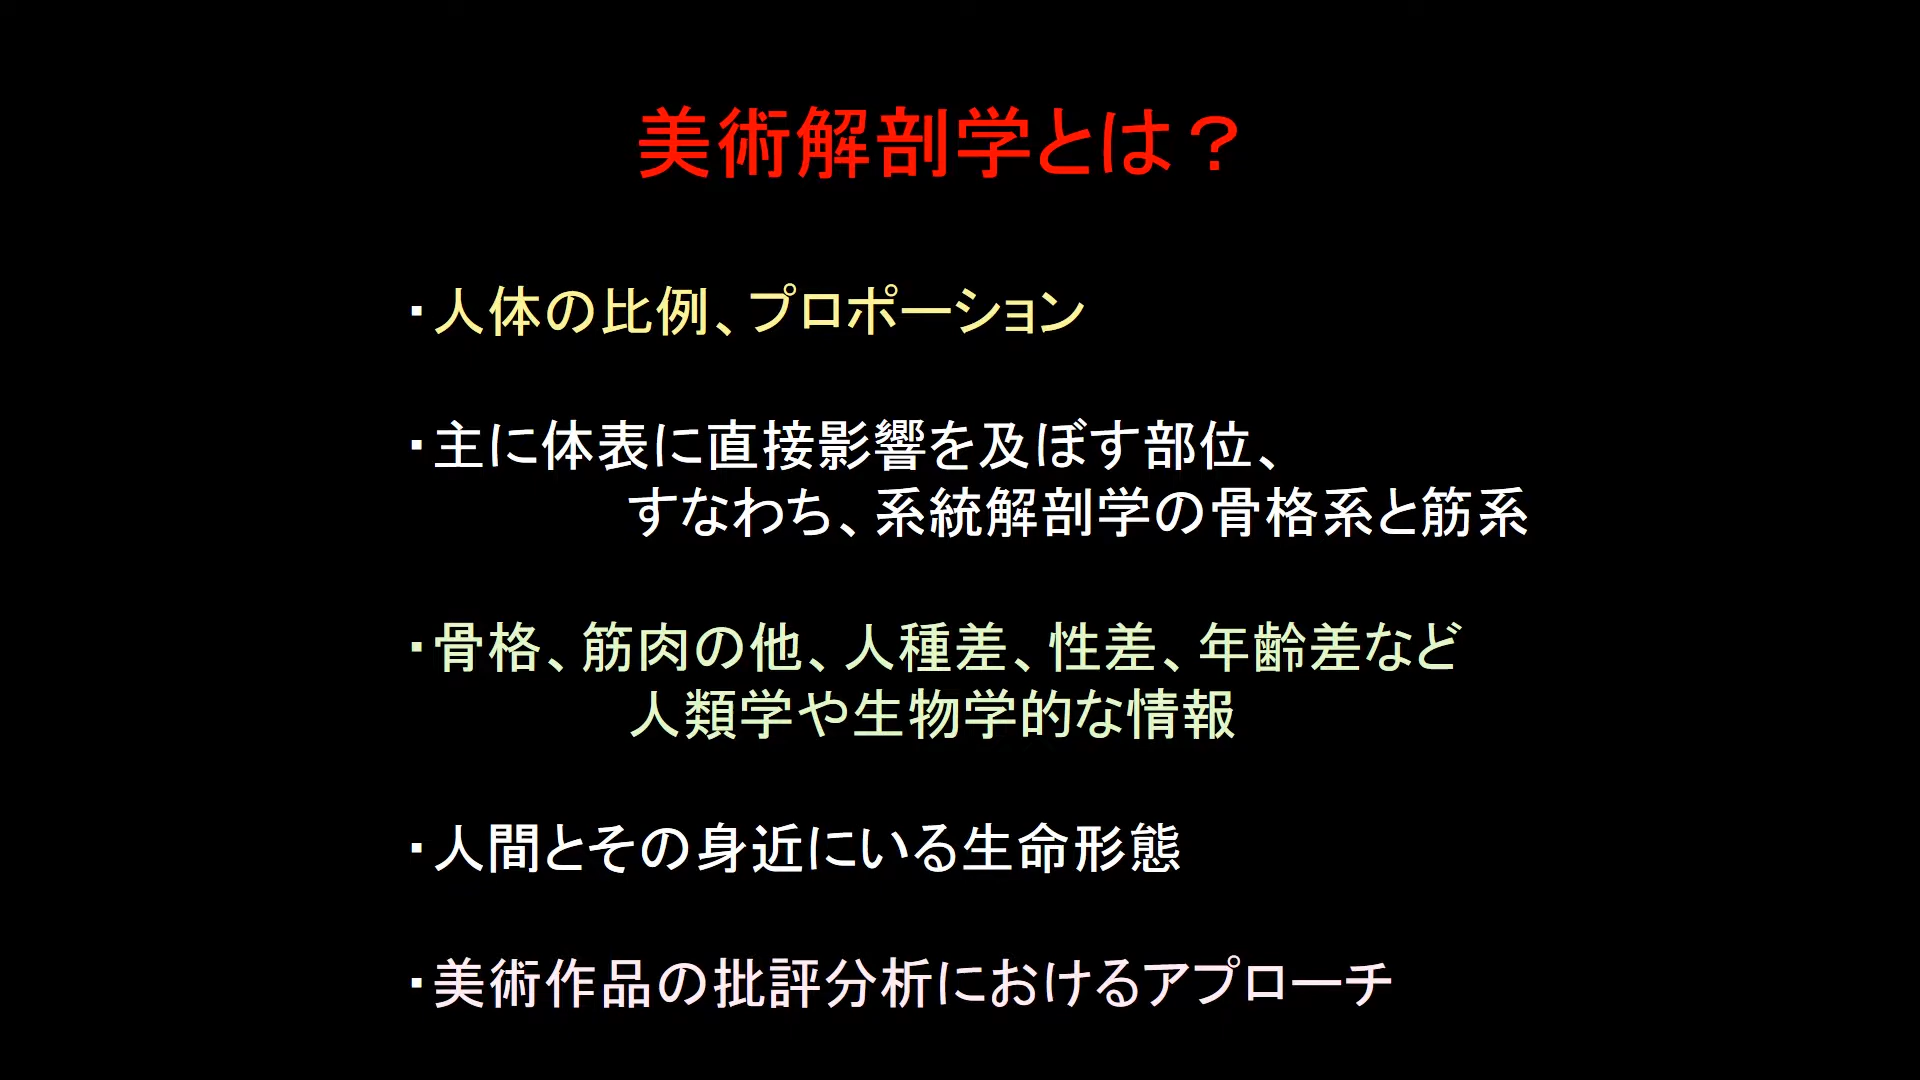 美術解剖学とは？
・人体の比例、プロポーション
・主に体表に直接影響を及ぼす部位、
すなわち、系統解剖学の骨格系と筋系
・骨格、筋肉の他、人種差、性差、年齢差など
人類学や生物学的な情報
・人間とその身近にいる生命形態
・美術作品の批評分析におけるアプローチ